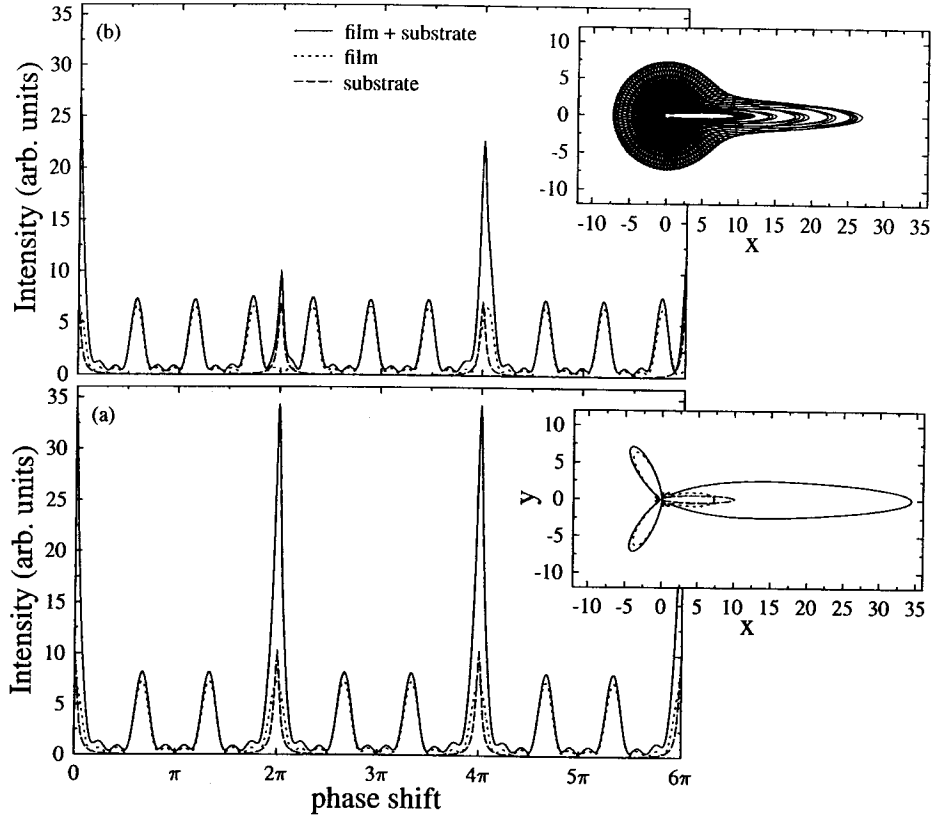 (b)
film + substrate
film
substrate
Intensity (arb. units)
35
30
25
20
15
10
5
0
10
5
0
-5
-10
-10 -5 0 5 10 15 20 25 30 35
x
(a)
Intensity (arb. units)
35
30
25
20
15
10
5
0
y
10
5
0
-5
-10
-10 -5 0 5 10 15 20 25 30 35
x
0 π 2π 3π 4π 5π 6π
phase shift